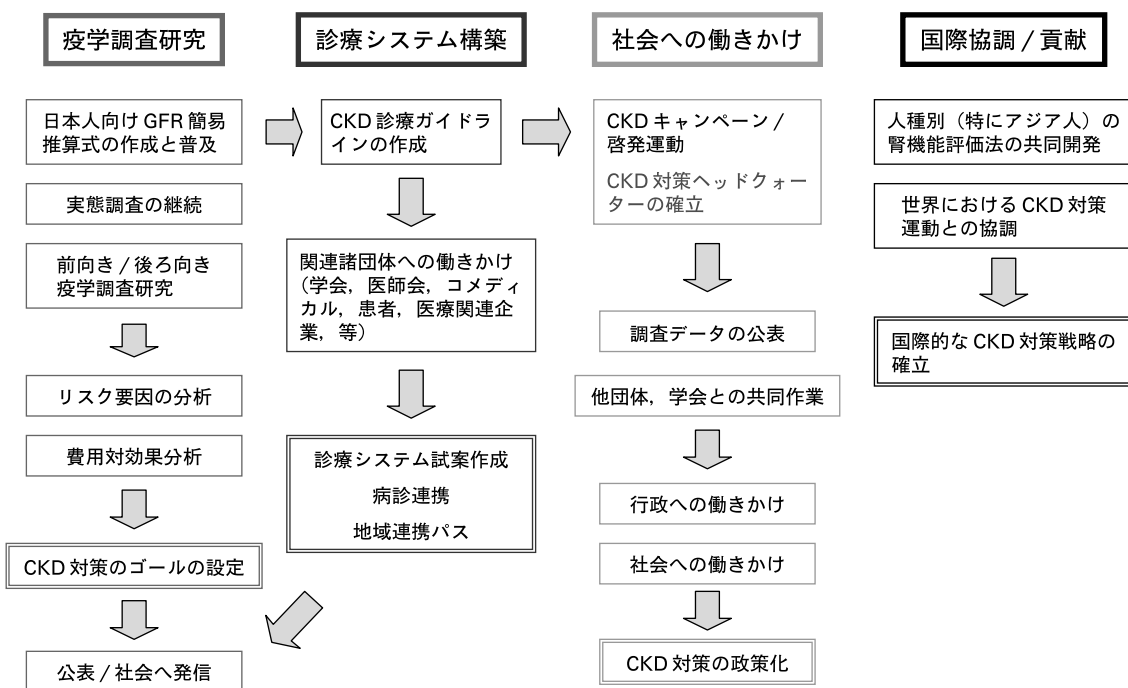 疫学調査研究
日本人向け GFR 簡易
推算式の作成と普及
実態調査の継続
前向き / 後ろ向き
疫学調査研究
リスク要因の分析
費用対効果分析
CKD 対策のゴールの設定
公表 / 社会へ発信
診療システム構築
CKD 診療ガイドラ
インの作成
関連諸団体への働きかけ
(学会，医師会，コメディ
カル，患者，医療関連企
業，等)
診療システム試案作成
病診連携
地域連携パス
社会への働きかけ
CKD キャンペーン /
啓発運動
CKD 対策ヘッドクォー
ターの確立
調査データの公表
他団体，学会との共同作業
行政への働きかけ
社会への働きかけ
CKD 対策の政策化
国際協調 / 貢献
人種別（特にアジア人）の
腎機能評価法の共同開発
世界における CKD 対策
運動との協調
国際的な CKD 対策戦略の
確立